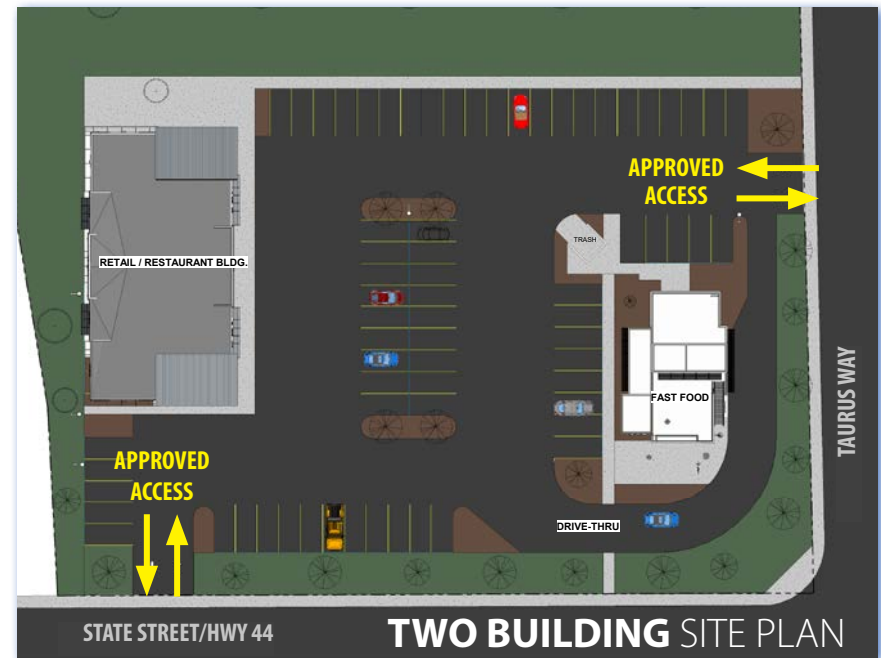 APPROVED
ACCESS
TRASH
RETAIL / RESTAURANT BLDG.
FAST FOOD
TAURUS WAY
APPROVED
ACCESS
DRIVE-THRU
STATE STREET/HWY 44
TWO BUILDING SITE PLAN